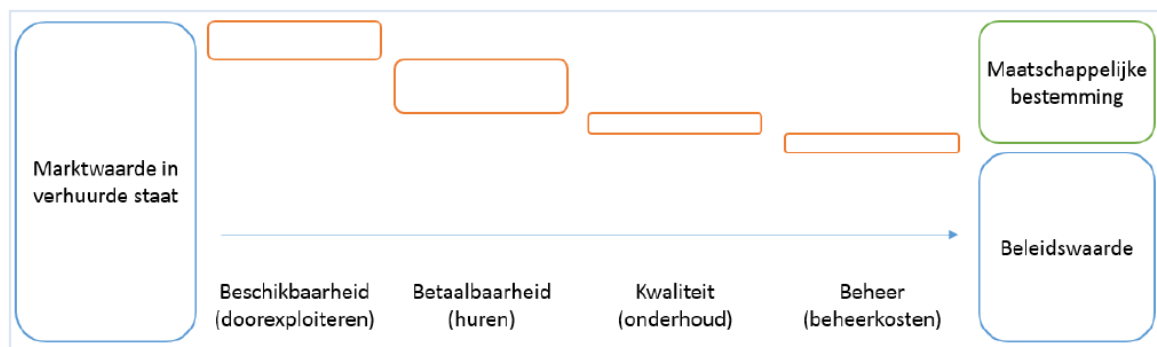 Marktwaarde in
verhuurde staat
Beschikbaarheid
(doorexploiteren)
Betaalbaarheid
(huren)
Kwaliteit
(onderhoud)
Beheer
(beheerkosten)
Maatschappelijke
bestemming
Beleidswaarde